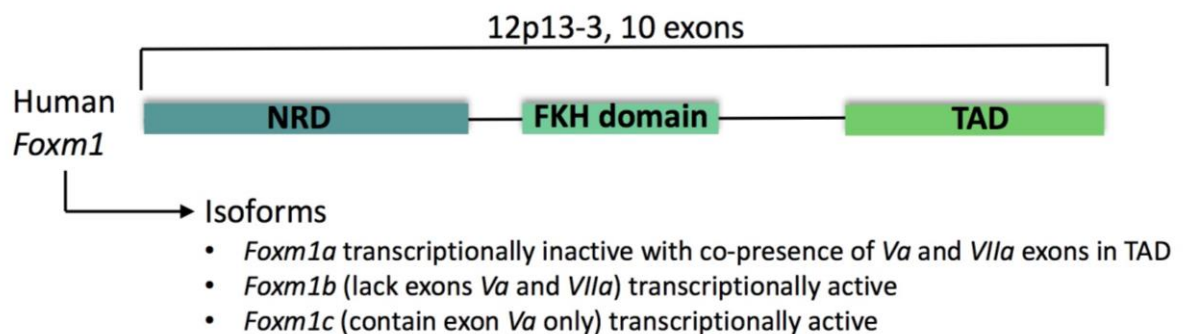 12p13-3, 10 exons
Human
Foxm1
NRD
FKH domain
TAD
Isoforms
• Foxm1a transcriptionally inactive with co-presence of Va and VIIa exons in TAD
• Foxm1b (lack exons Va and VIIa) transcriptionally active
• Foxm1c (contain exon Va only) transcriptionally active